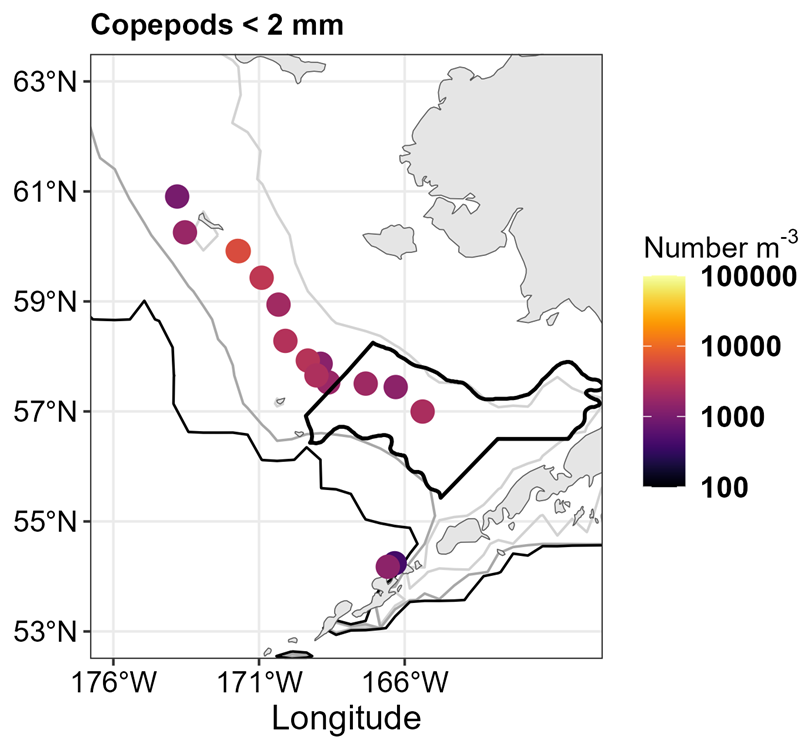 Copepods < 2 mm
63°N
61°N
59°N
57°N
55°N
53°N
176°W 171°W 166°W
Longitude
Number m⁻³
100000
10000
1000
100